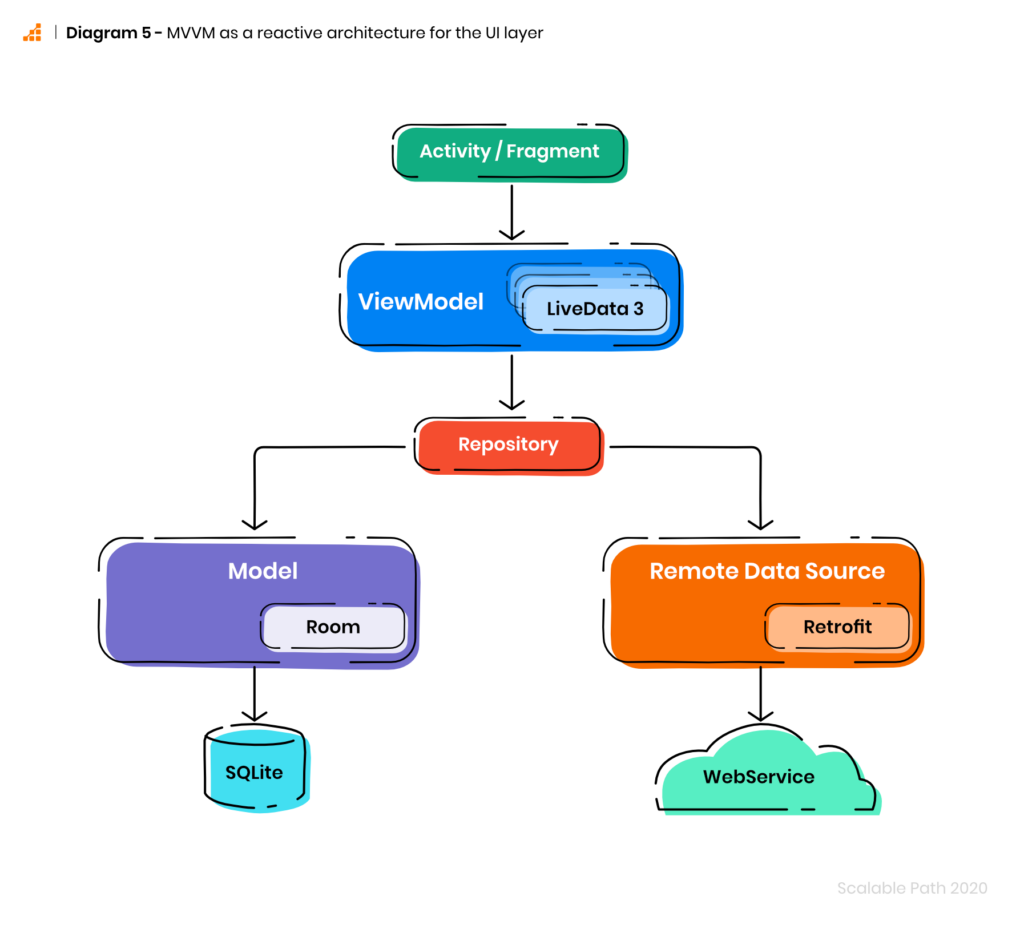 Diagram 5 - MVVM as a reactive architecture for the UI layer
Activity / Fragment
ViewModel
LiveData 3
Repository
Model
Room
Remote Data Source
Retrofit
SQLite
WebService
Scalable Path 2020